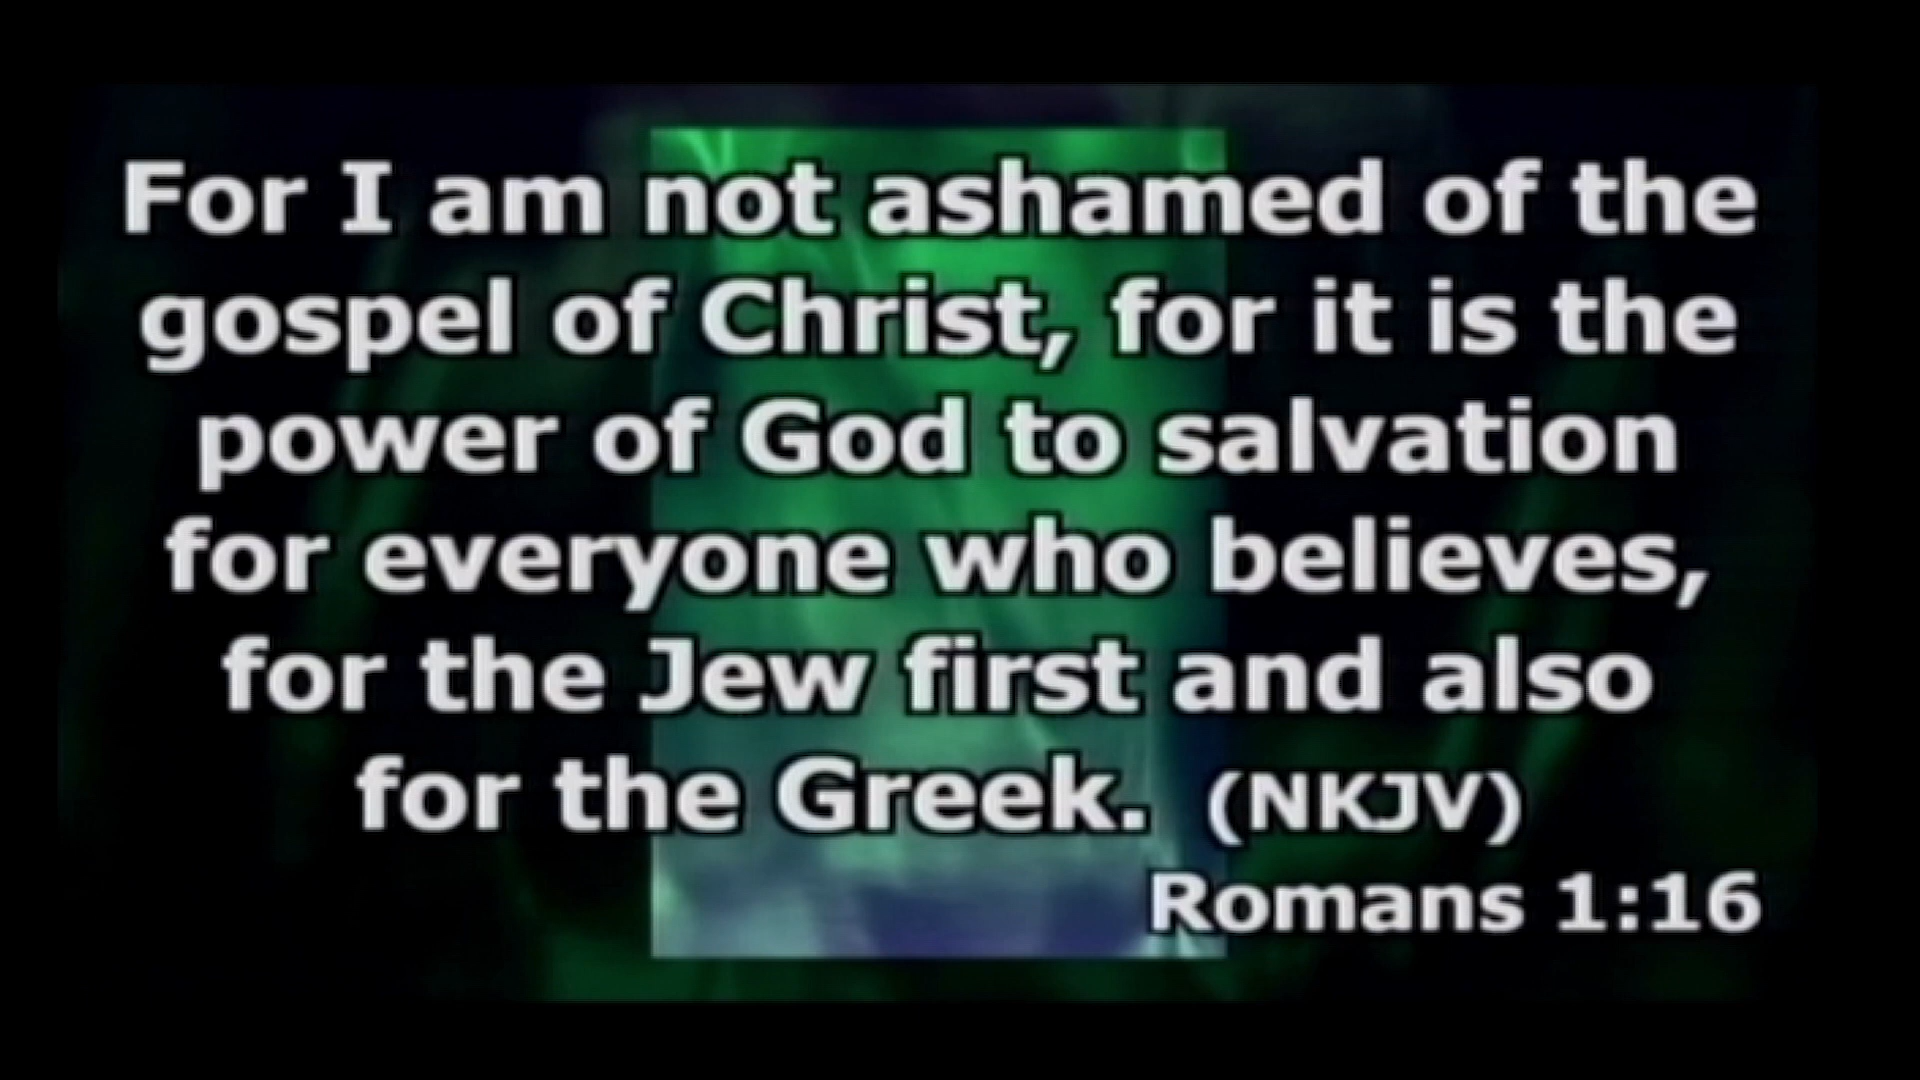 For I am not ashamed of the
gospel of Christ, for it is the
power of God to salvation
for everyone who believes,
for the Jew first and also
for the Greek. (NKJV)
Romans 1:16